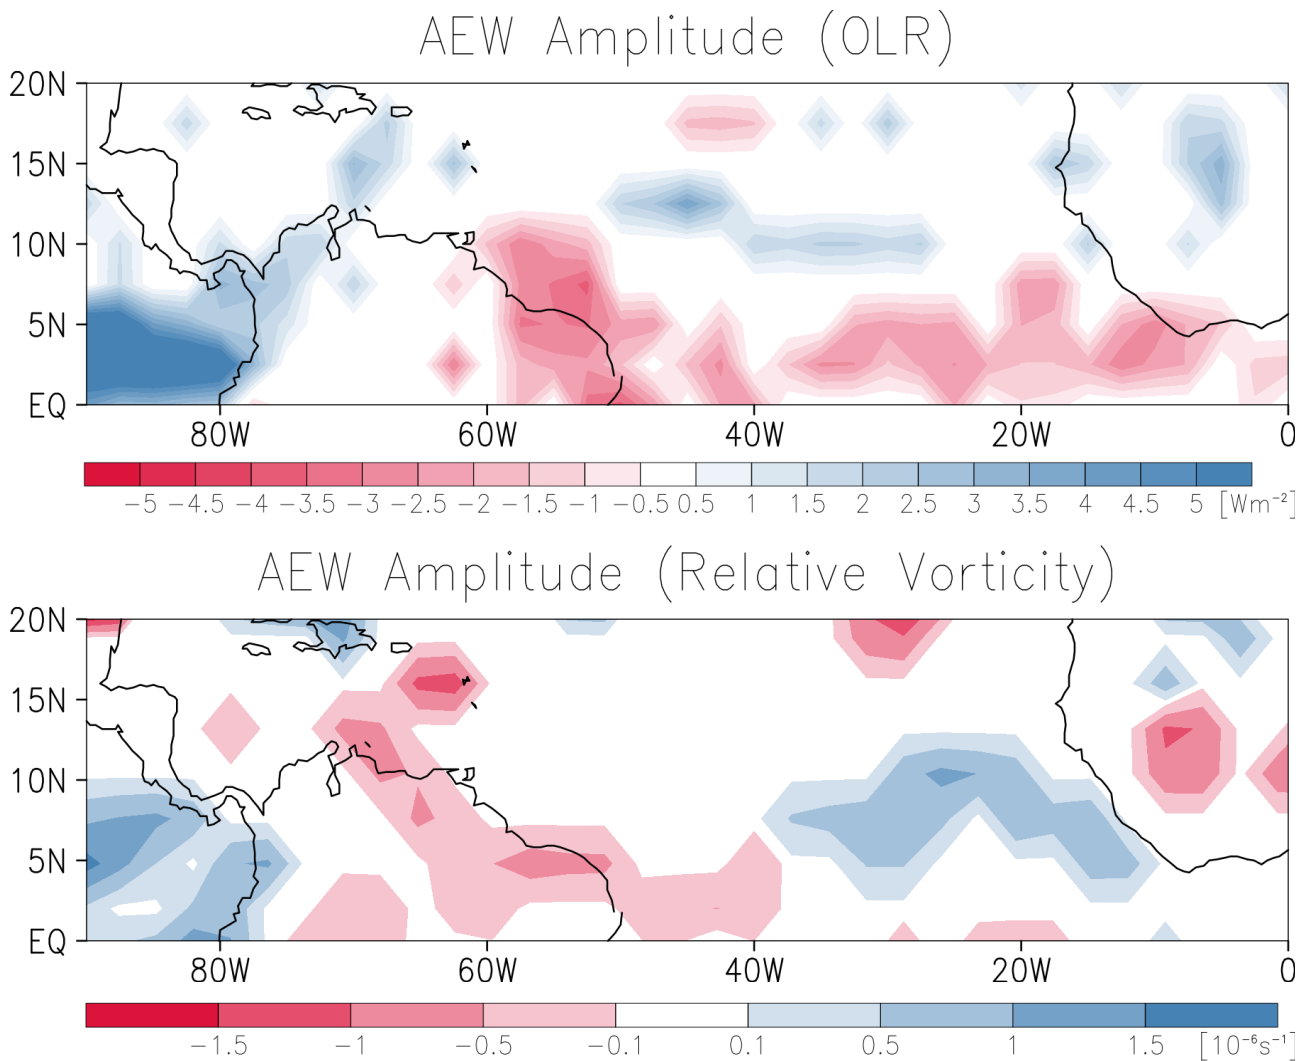 AEW Amplitude (OLR)
20N
15N
10N
5N
EQ
80W 60W 40W 20W 0
−5 −4.5 −4 −3.5 −3 −2.5 −2 −1.5 −1 −0.5 0.5 1 1.5 2 2.5 3 3.5 4 4.5 5 [Wm⁻²]
AEW Amplitude (Relative Vorticity)
20N
15N
10N
5N
EQ
80W 60W 40W 20W 0
−1.5 −1 −0.5 −0.1 0.1 0.5 1 1.5 [10⁻⁶s⁻¹]